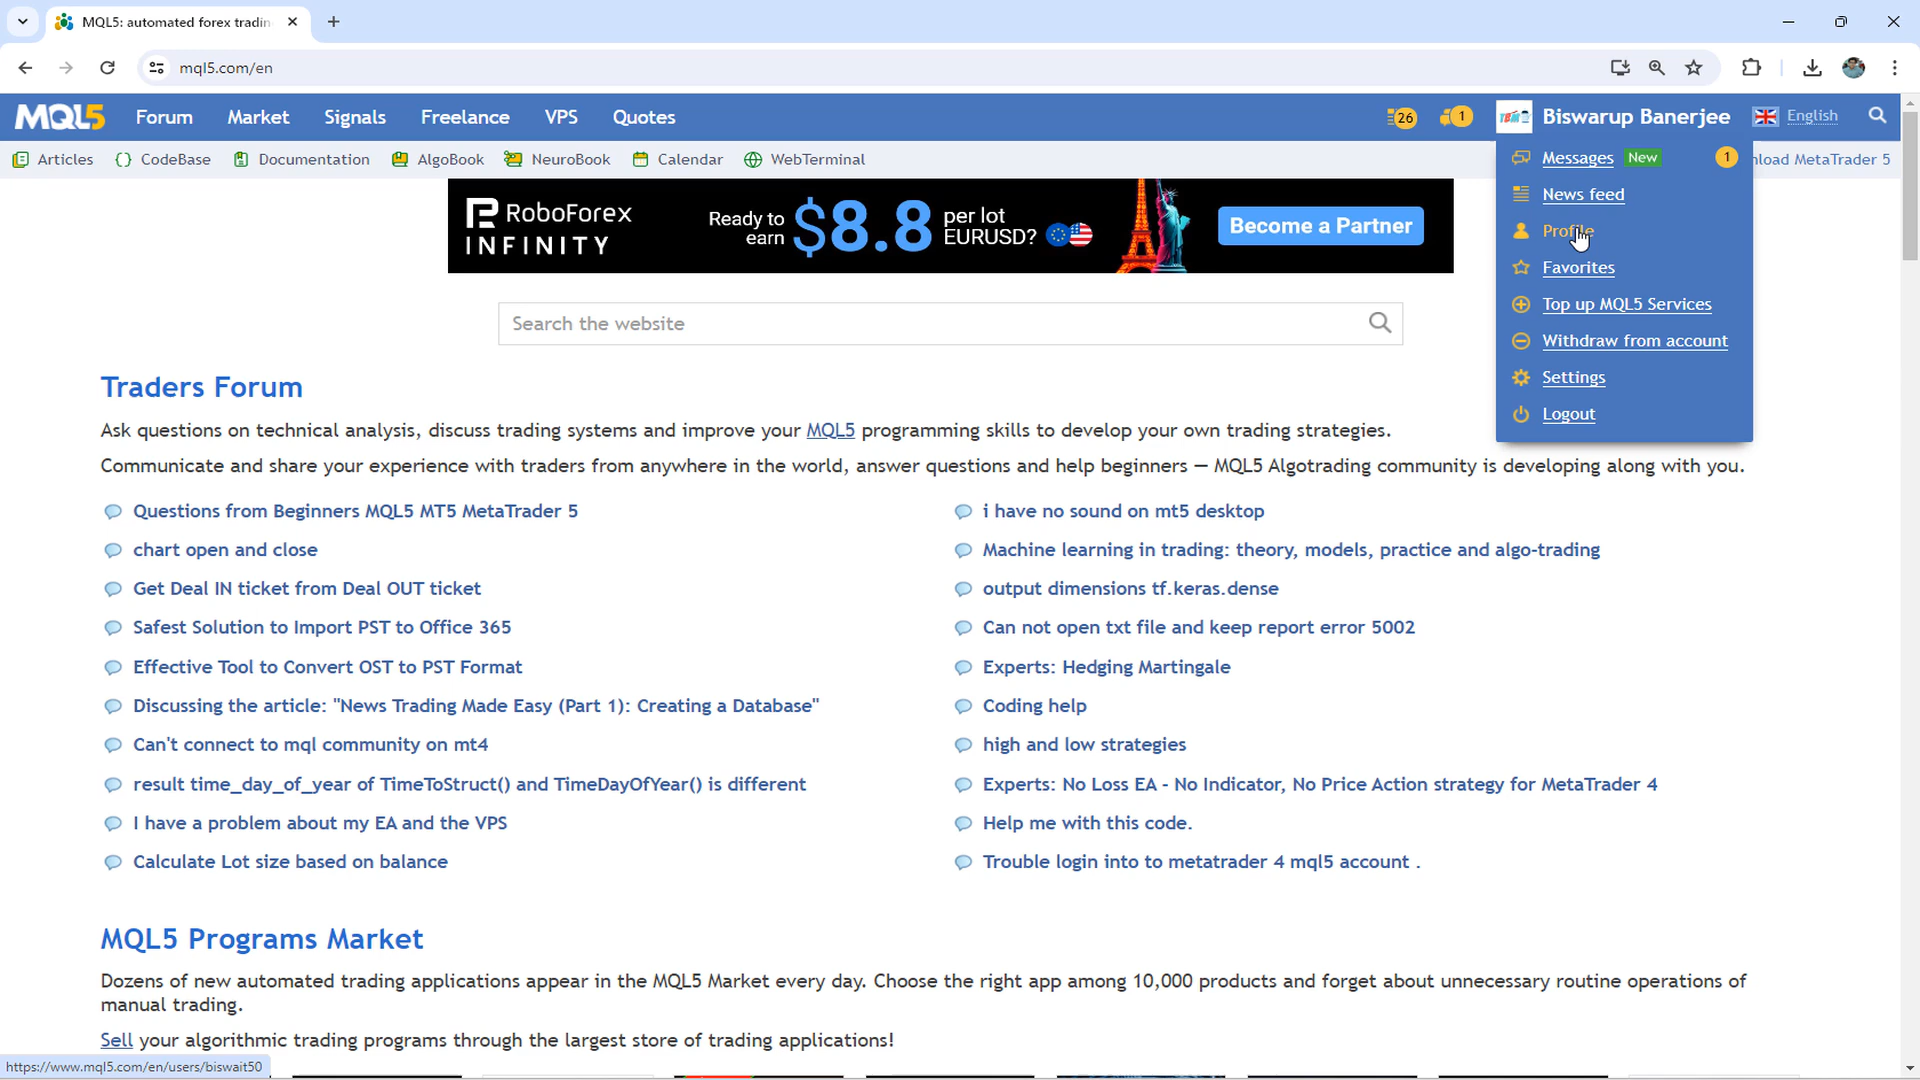 MQL5: automated forex tradin
mql5.com/en
MQL5 Forum Market Signals Freelance VPS Quotes 26 1 Biswarup Banerjee English
Articles CodeBase Documentation AlgoBook NeuroBook Calendar WebTerminal nload MetaTrader 5
Messages New 1
News feed
Profile
Favorites
Top up MQL5 Services
Withdraw from account
Settings
Logout
RoboForex
INFINITY
Ready to
earn
$8.8
per lot
EURUSD?
Become a Partner
Search the website
Traders Forum
Ask questions on technical analysis, discuss trading systems and improve your MQL5 programming skills to develop your own trading strategies.
Communicate and share your experience with traders from anywhere in the world, answer questions and help beginners — MQL5 Algotrading community is developing along with you.
Questions from Beginners MQL5 MT5 MetaTrader 5
chart open and close
Get Deal IN ticket from Deal OUT ticket
Safest Solution to Import PST to Office 365
Effective Tool to Convert OST to PST Format
Discussing the article: "News Trading Made Easy (Part 1): Creating a Database"
Can't connect to mql community on mt4
result time_day_of_year of TimeToStruct() and TimeDayOfYear() is different
I have a problem about my EA and the VPS
Calculate Lot size based on balance
i have no sound on mt5 desktop
Machine learning in trading: theory, models, practice and algo-trading
output dimensions tf.keras.dense
Can not open txt file and keep report error 5002
Experts: Hedging Martingale
Coding help
high and low strategies
Experts: No Loss EA - No Indicator, No Price Action strategy for MetaTrader 4
Help me with this code.
Trouble login into to metatrader 4 mql5 account .
MQL5 Programs Market
Dozens of new automated trading applications appear in the MQL5 Market every day. Choose the right app among 10,000 products and forget about unnecessary routine operations of
manual trading.
Sell your algorithmic trading programs through the largest store of trading applications!
https://www.mql5.com/en/users/biswait50